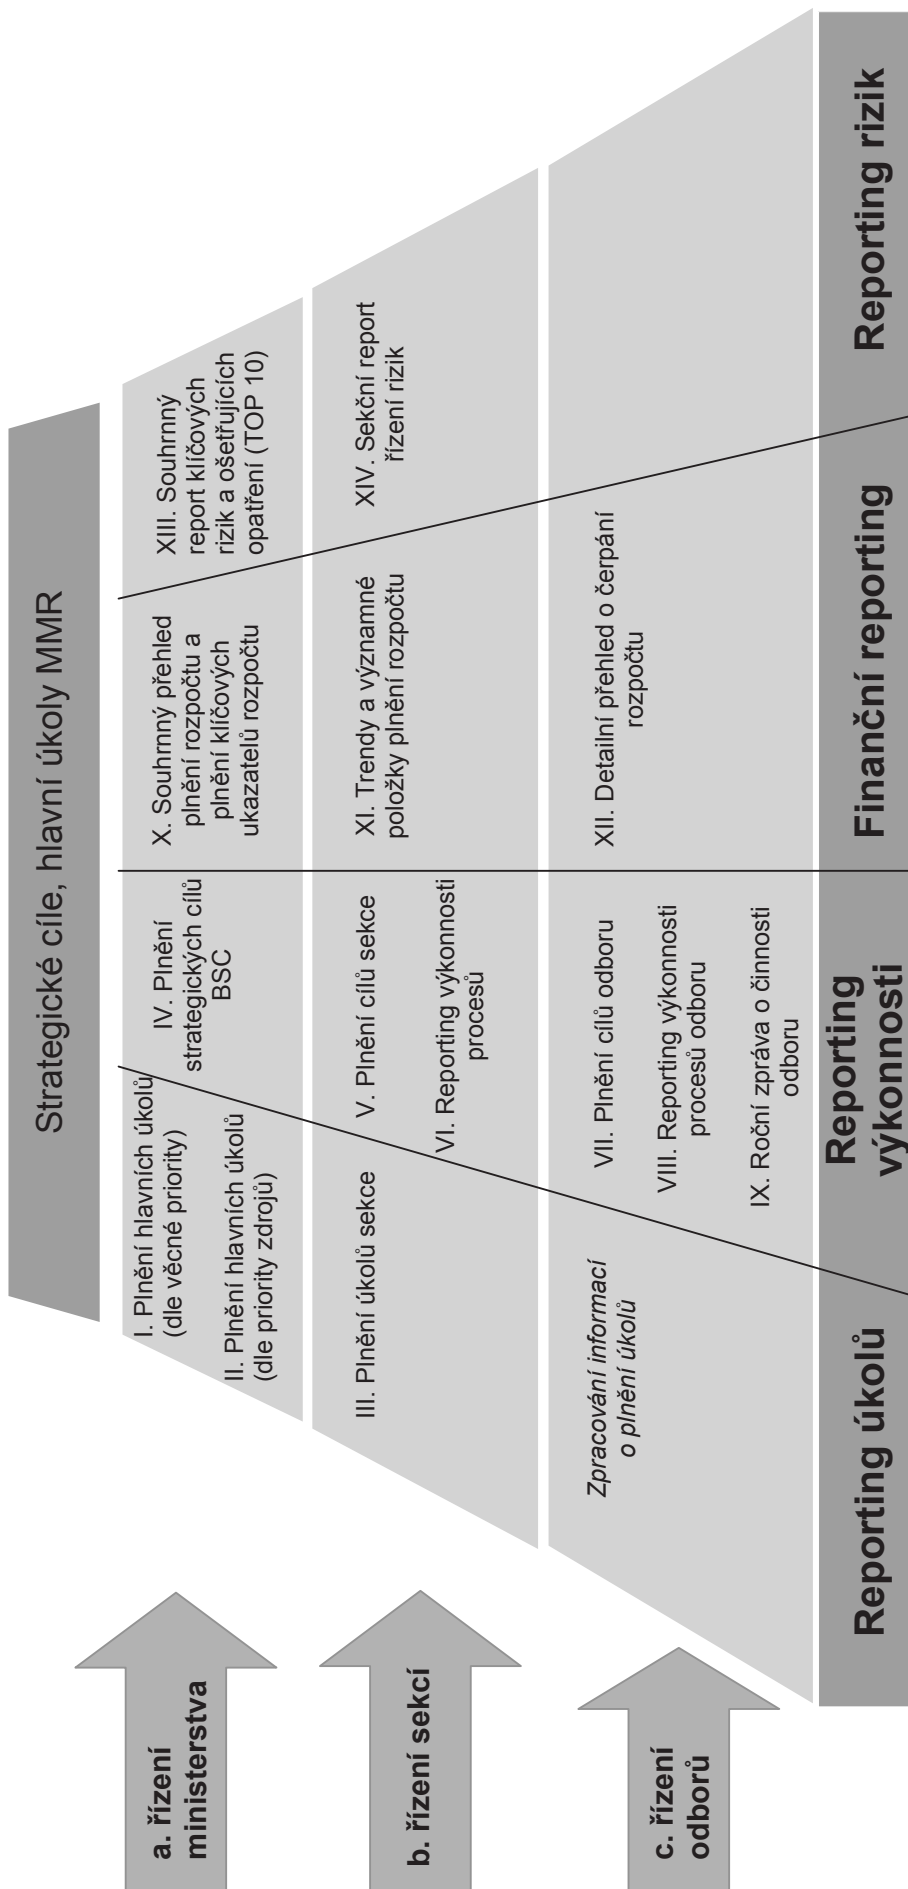 Strategické cíle, hlavní úkoly MMR
a. řízení
ministerstva
I. Plnění hlavních úkolů
(dle věcné priority)
II. Plnění hlavních úkolů
(dle priority zdrojů)
IV. Plnění
strategických cílů
BSC
X. Souhrnný přehled
plnění rozpočtu a
plnění klíčových
ukazatelů rozpočtu
XIII. Souhrnný
report klíčových
rizik a ošetřujících
opatření (TOP 10)
b. řízení sekcí
III. Plnění úkolů sekce
V. Plnění cílů sekce
VI. Reporting výkonnosti
procesů
XI. Trendy a významné
položky plnění rozpočtu
XIV. Sekční report
řízení rizik
c. řízení
odborů
Zpracování informací
o plnění úkolů
VII. Plnění cílů odboru
VIII. Reporting výkonnosti
procesů odboru
IX. Roční zpráva o činnosti
odboru
XII. Detailní přehled o čerpání
rozpočtu
Reporting úkolů
Reporting
výkonnosti
Finanční reporting
Reporting rizik